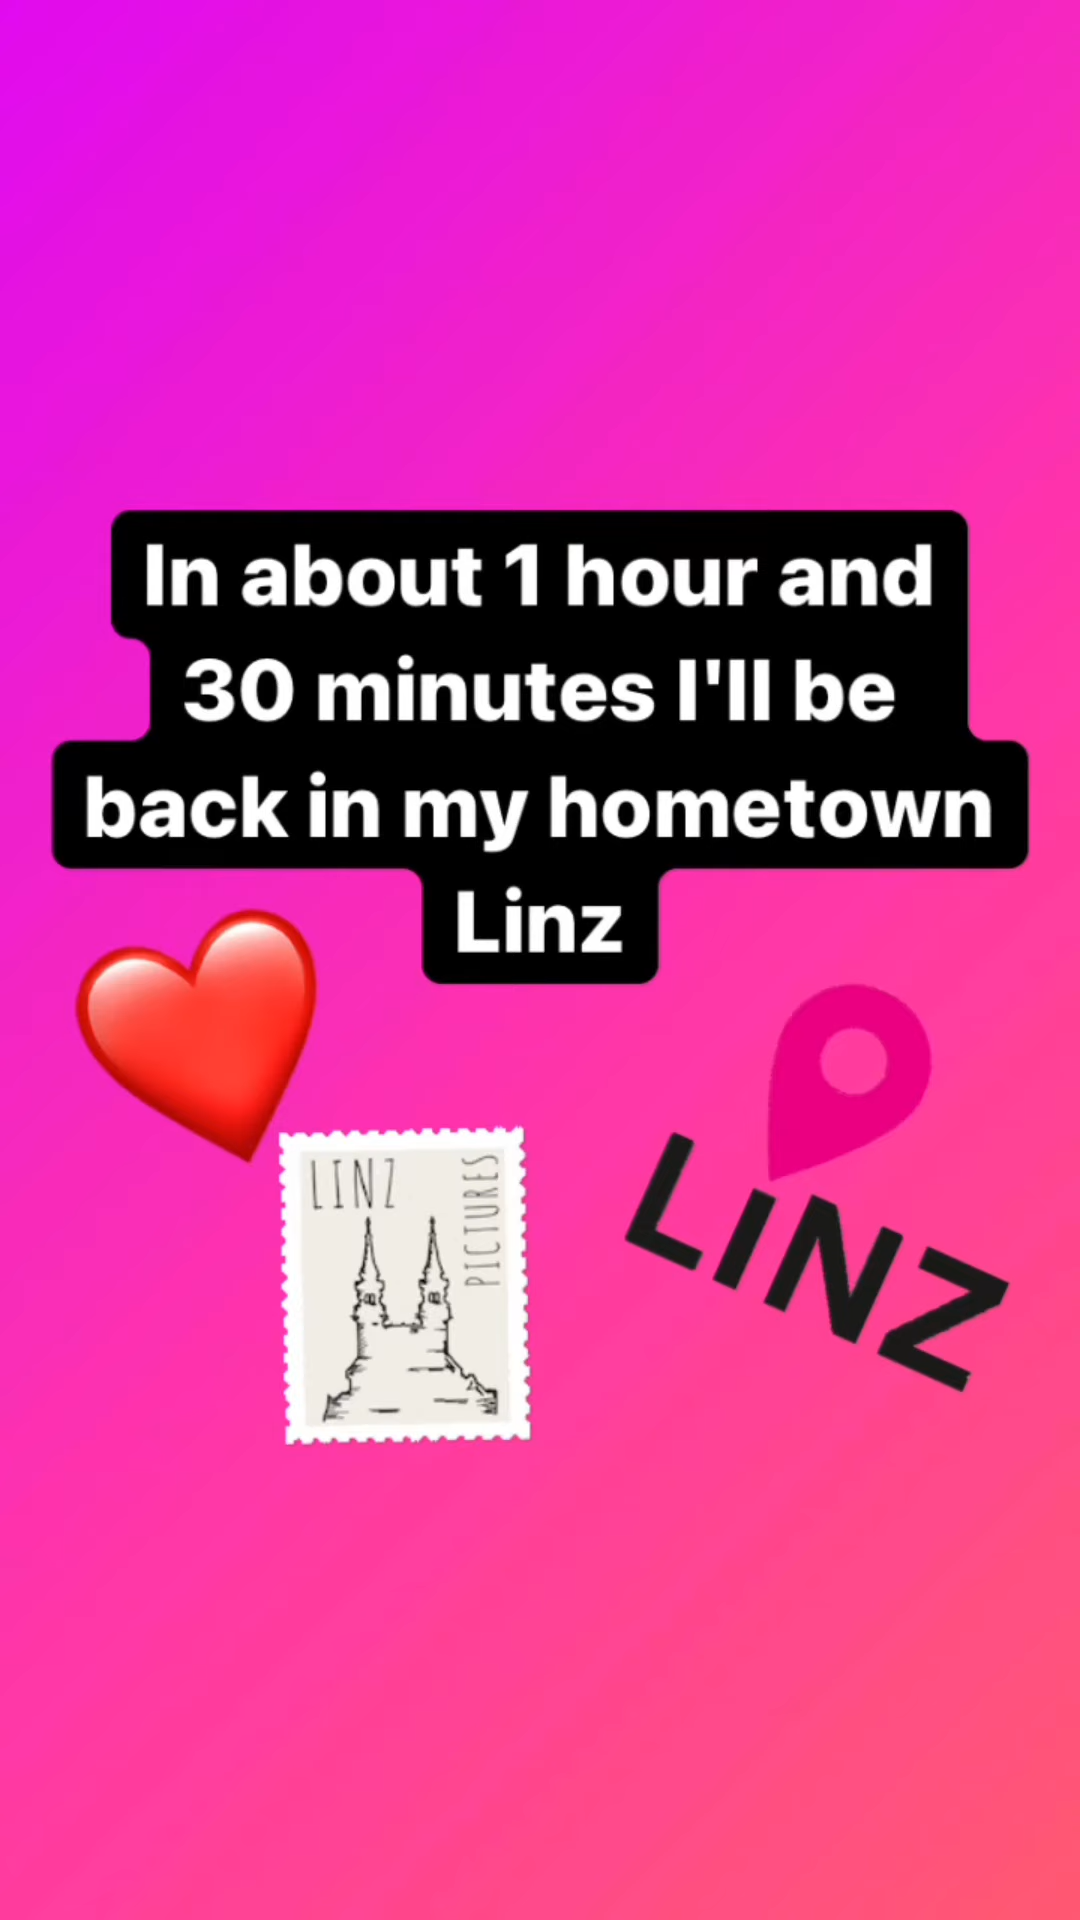 In about 1 hour and
30 minutes I'll be
back in my hometown
Linz
LINZ
PICTURES
LINZ